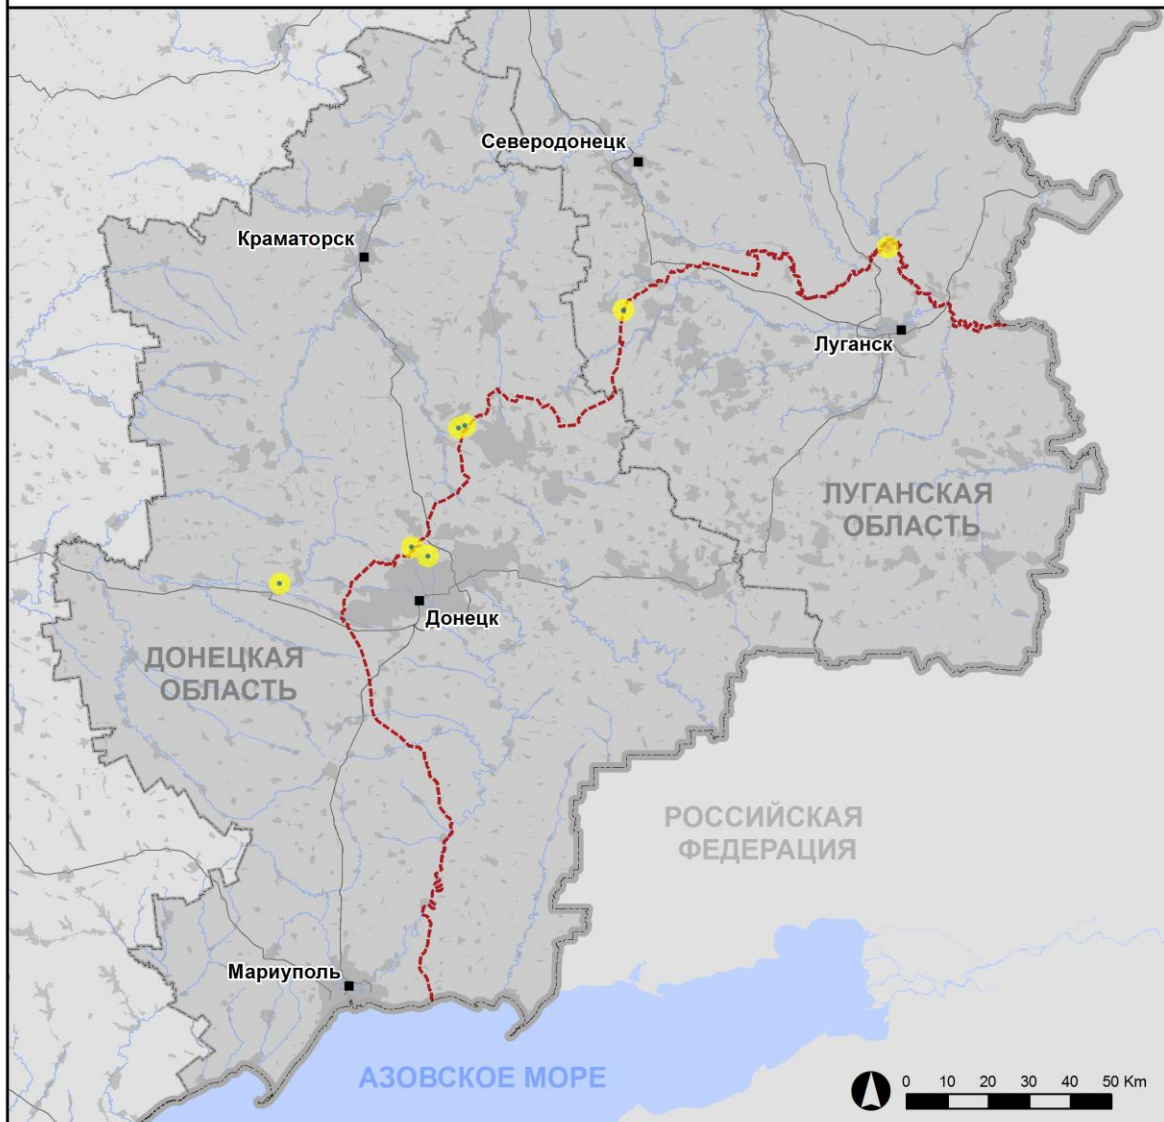 Северодонецк
Краматорск
Луганск
ЛУГАНСКАЯ
ОБЛАСТЬ
Донецк
ДОНЕЦКАЯ
ОБЛАСТЬ
РОССИЙСКАЯ
ФЕДЕРАЦИЯ
Мариуполь
АЗОВСКОЕ МОРЕ
0 10 20 30 40 50 Km